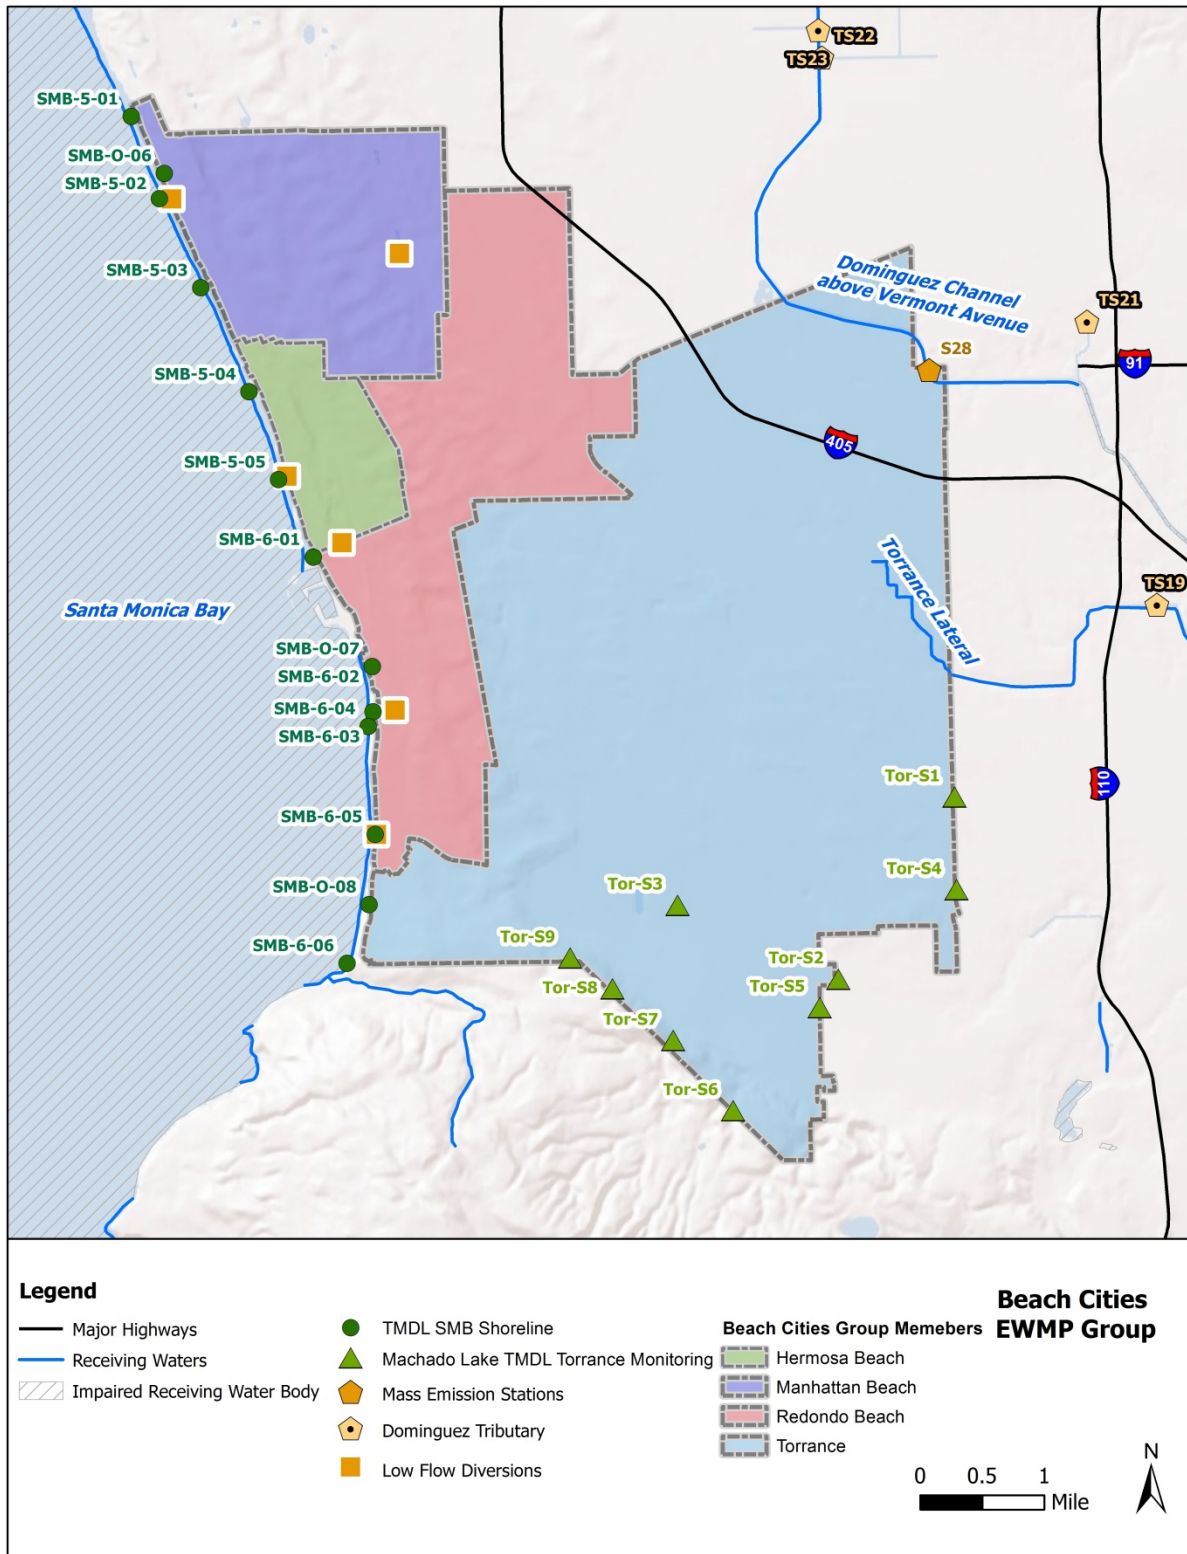 TS22
TS23
SMB-5-01
SMB-O-06
SMB-5-02
SMB-5-03
Dominguez Channel
above Vermont Avenue
TS21
S28
91
SMB-5-04
405
SMB-5-05
SMB-6-01
Torrance Lateral
TS19
Santa Monica Bay
SMB-O-07
SMB-6-02
SMB-6-04
SMB-6-03
Tor-S1
110
SMB-6-05
Tor-S4
Tor-S3
SMB-O-08
Tor-S9
SMB-6-06
Tor-S2
Tor-S8
Tor-S5
Tor-S7
Tor-S6
Legend
Major Highways
Receiving Waters
Impaired Receiving Water Body
TMDL SMB Shoreline
Machado Lake TMDL Torrance Monitoring
Mass Emission Stations
Dominguez Tributary
Low Flow Diversions
Beach Cities Group Memebers
Hermosa Beach
Manhattan Beach
Redondo Beach
Torrance
Beach Cities
EWMP Group
0 0.5 1
Mile
N